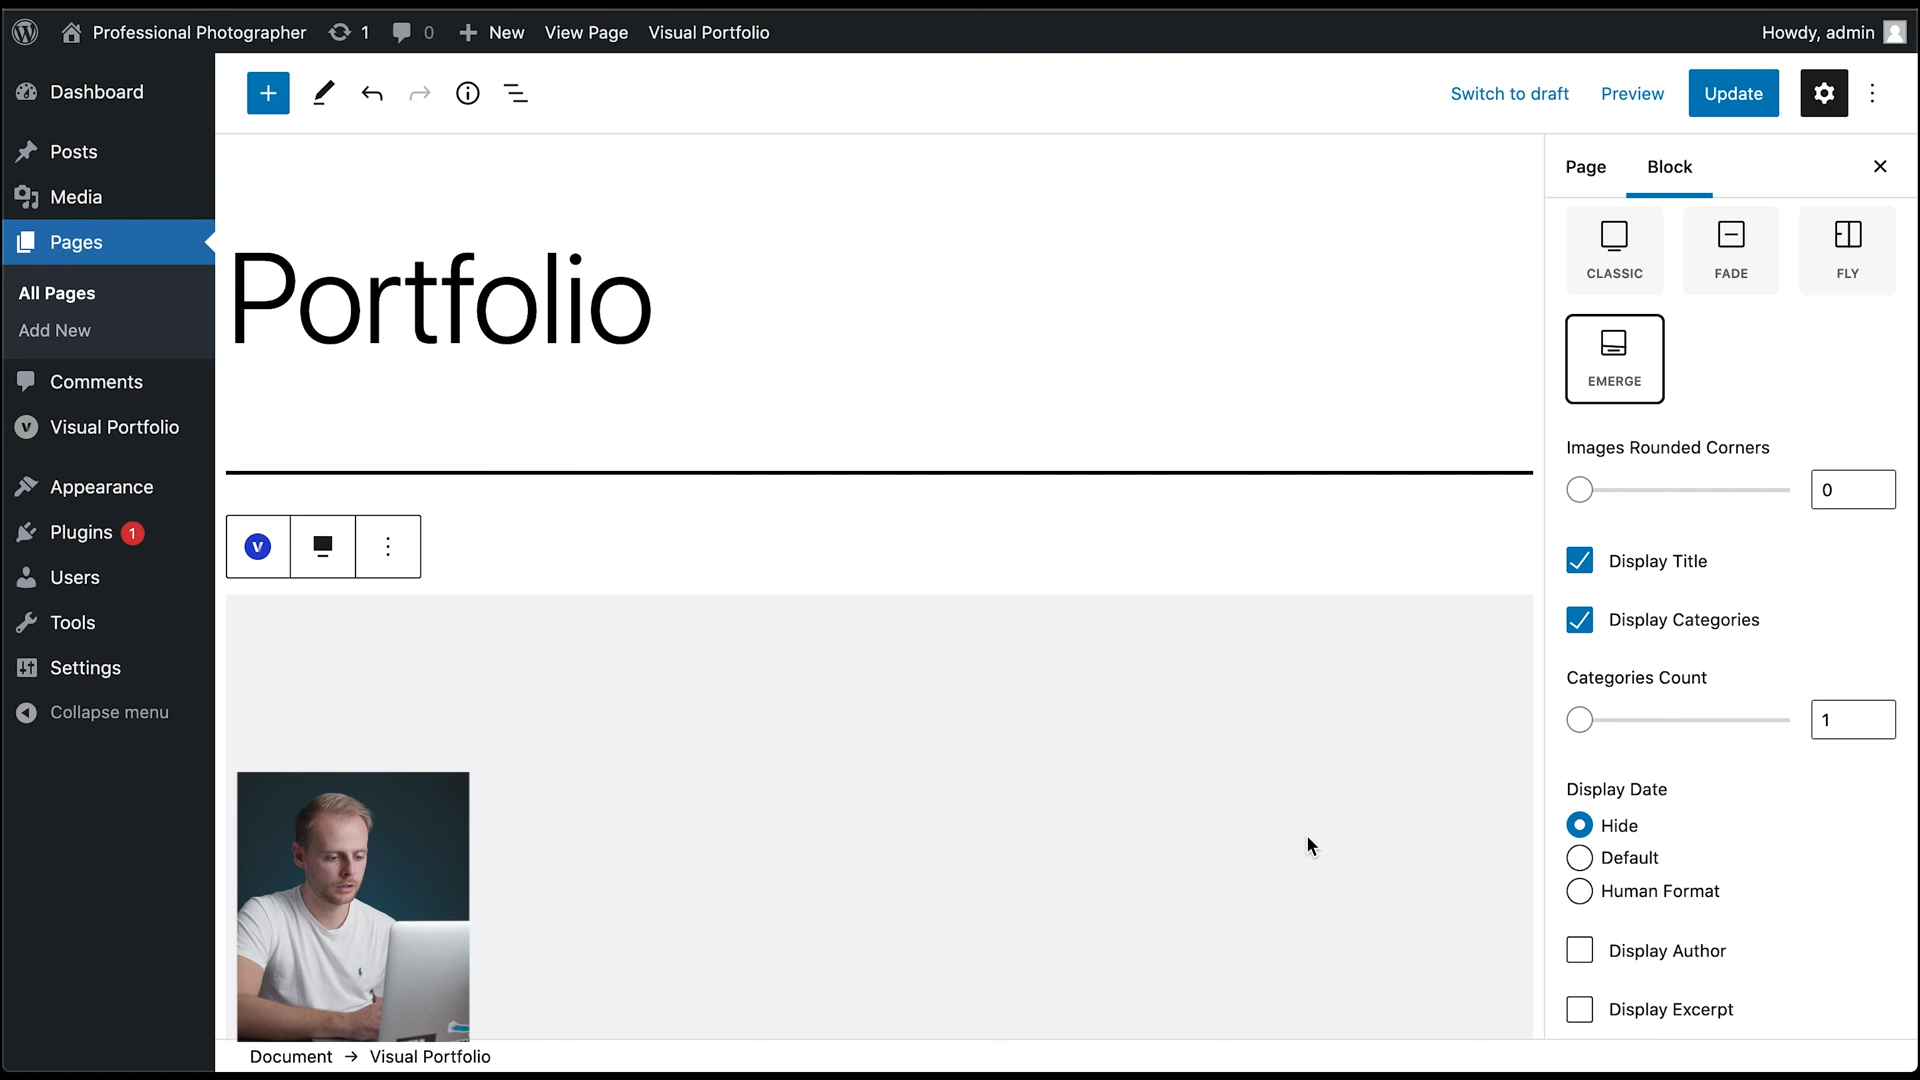 Professional Photographer 1 0 New View Page Visual Portfolio Howdy, admin
Dashboard
Posts
Media
Pages
All Pages
Add New
Comments
Visual Portfolio
Appearance
Plugins 1
Users
Tools
Settings
Collapse menu
Switch to draft Preview Update
Portfolio
Document → Visual Portfolio
Page Block
CLASSIC FADE FLY
EMERGE
Images Rounded Corners
0
Display Title
Display Categories
Categories Count
1
Display Date
Hide
Default
Human Format
Display Author
Display Excerpt